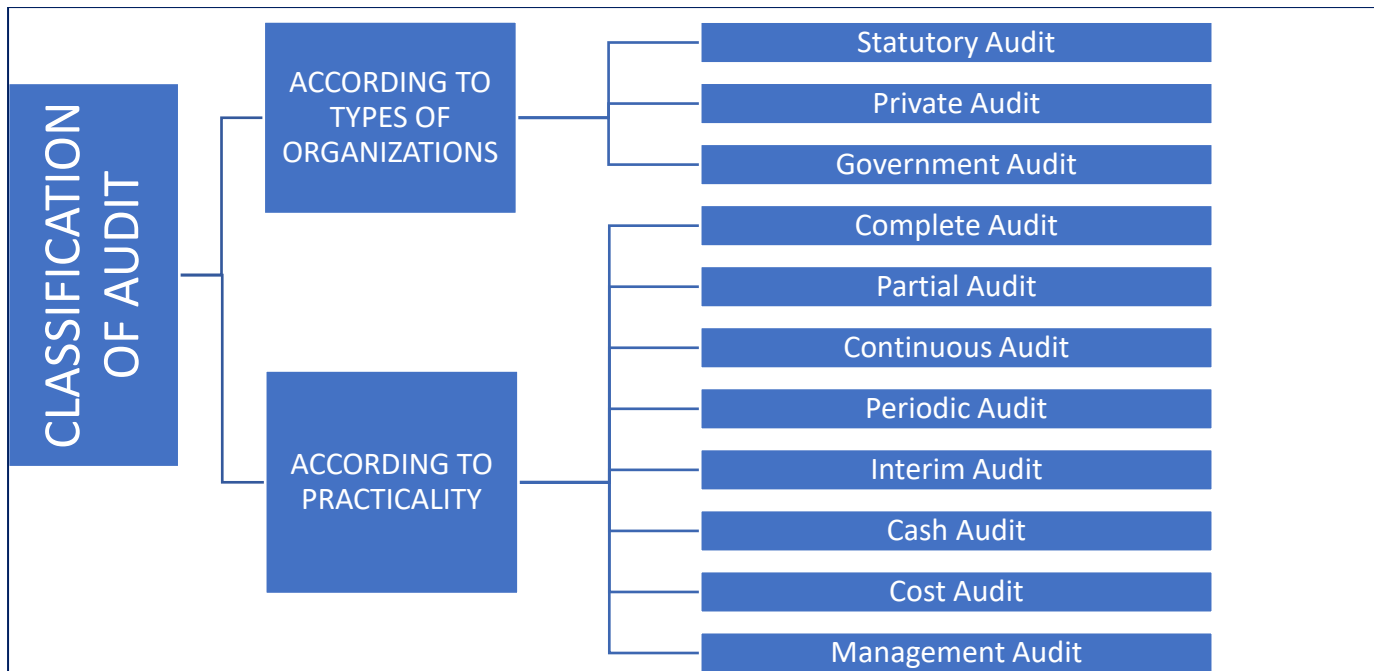 CLASSIFICATION
OF AUDIT
ACCORDING TO
TYPES OF
ORGANIZATIONS
Statutory Audit
Private Audit
Government Audit
ACCORDING TO
PRACTICALITY
Complete Audit
Partial Audit
Continuous Audit
Periodic Audit
Interim Audit
Cash Audit
Cost Audit
Management Audit